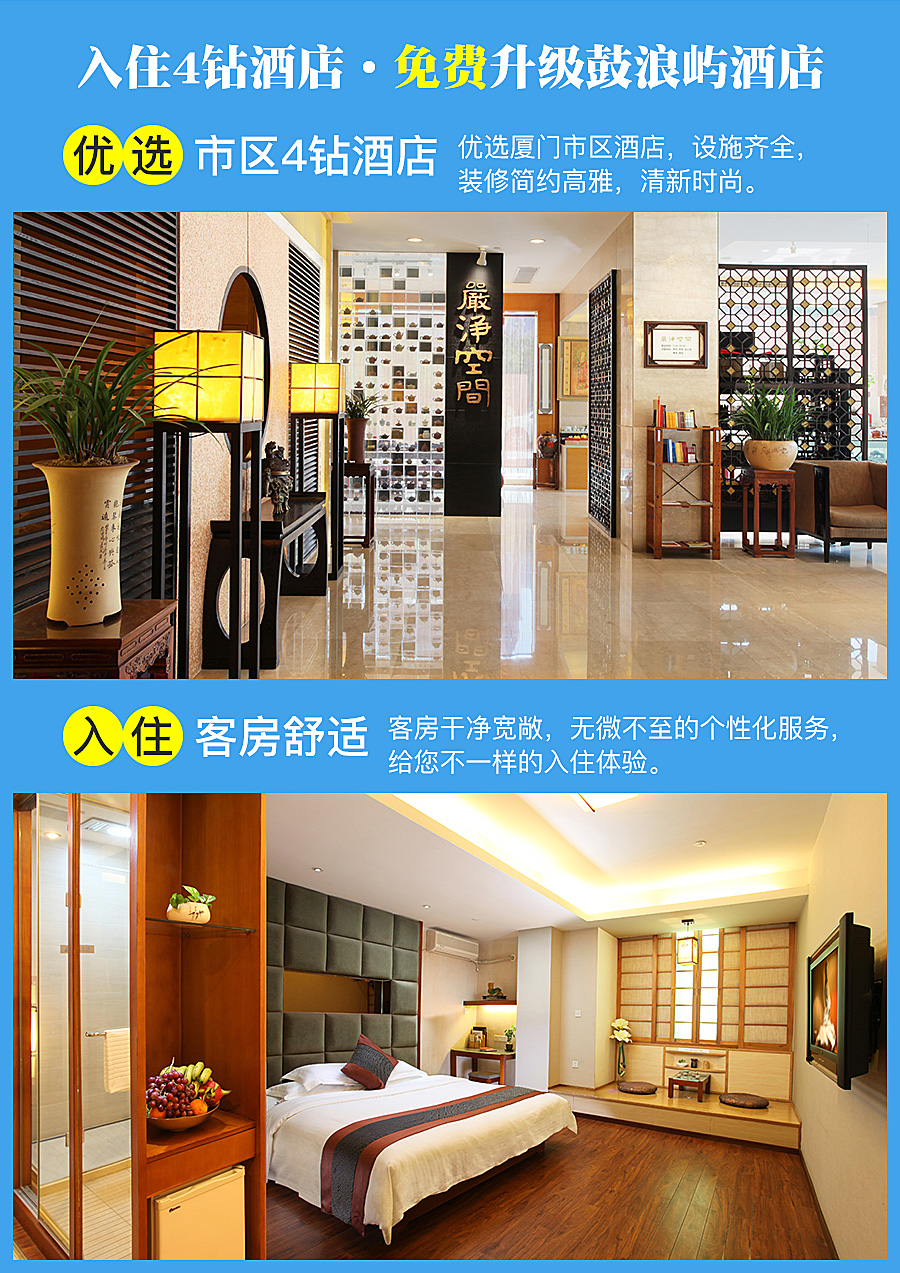 入住4钻酒店·免费升级鼓浪屿酒店
优选 市区4钻酒店
优选厦门市区酒店，设施齐全，
装修简约高雅，清新时尚。
嚴淨空間
嚴淨空間
入住 客房舒适
客房干净宽敞，无微不至的个性化服务，
给您不一样的入住体验。